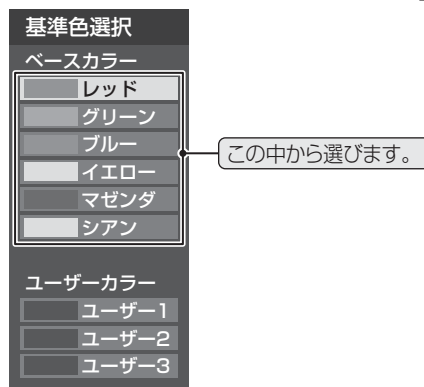 基準色選択
ベースカラー
レッド
グリーン
ブルー
イエロー
マゼンダ
シアン
この中から選びます。
ユーザーカラー
ユーザー1
ユーザー2
ユーザー3